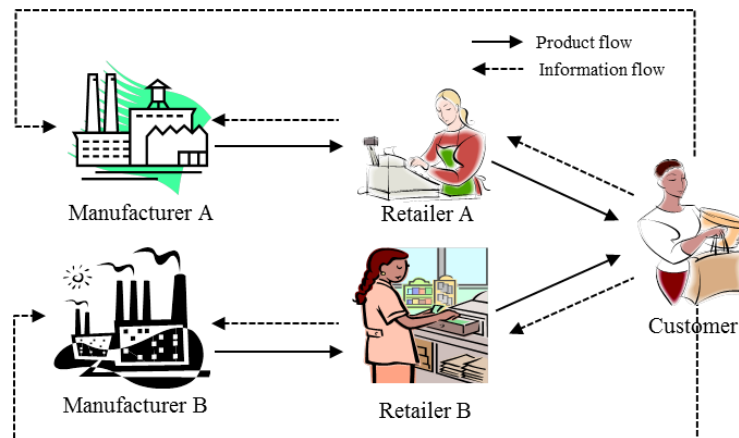 Product flow
Information flow
Manufacturer A
Retailer A
Customer
Manufacturer B
Retailer B